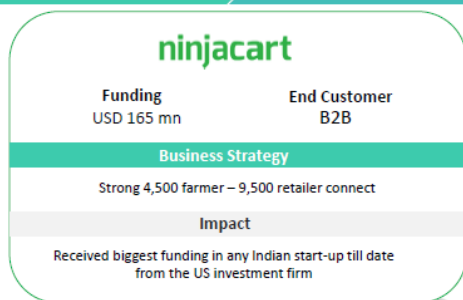 ninjacart
Funding
End Customer
USD 165 mn
B2B
Business Strategy
Strong 4,500 farmer – 9,500 retailer connect
Impact
Received biggest funding in any Indian start-up till date
from the US investment firm